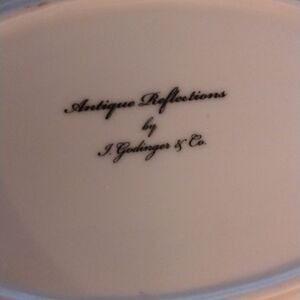 Antique Reflections
by
J. Godinger & Co.